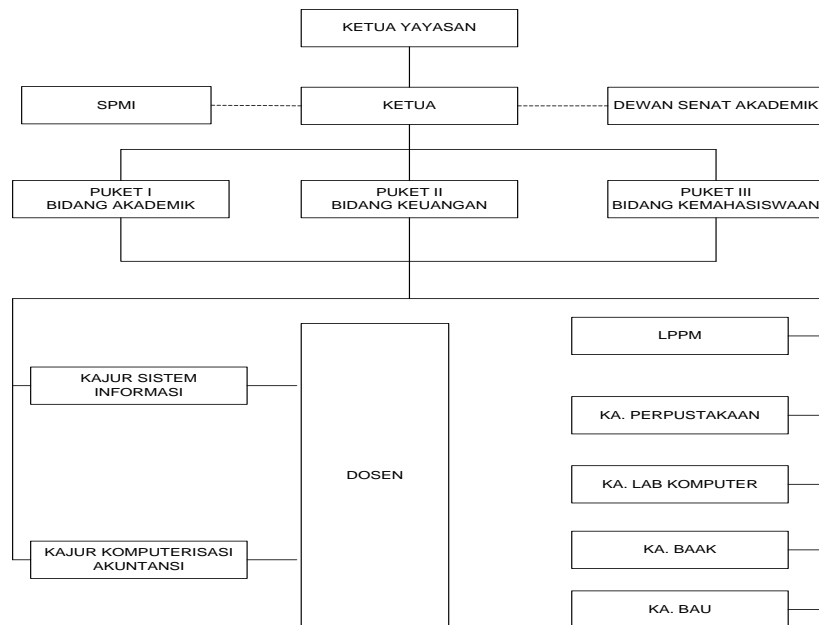 KETUA YAYASAN
SPMI
KETUA
DEWAN SENAT AKADEMIK
PUKET I
BIDANG AKADEMIK
PUKET II
BIDANG KEUANGAN
PUKET III
BIDANG KEMAHASISWAAN
LPPM
KAJUR SISTEM
INFORMASI
KA. PERPUSTAKAAN
DOSEN
KA. LAB KOMPUTER
KAJUR KOMPUTERISASI
AKUNTANSI
KA. BAAK
KA. BAU